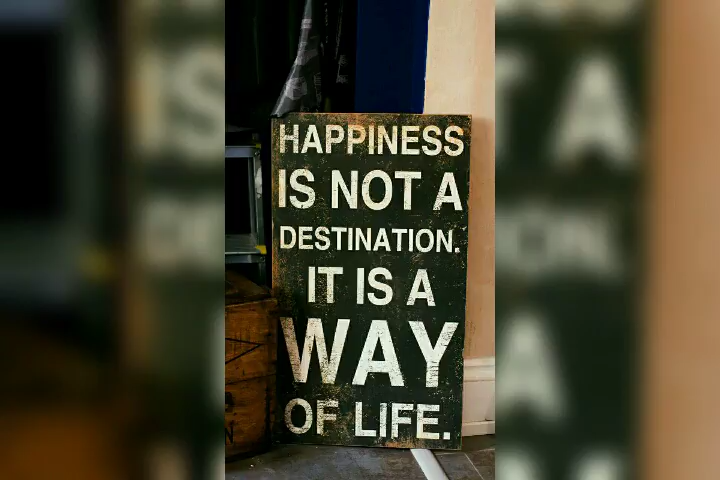 HAPPINESS
IS NOT A
DESTINATION.
IT IS A
WAY
OF LIFE.